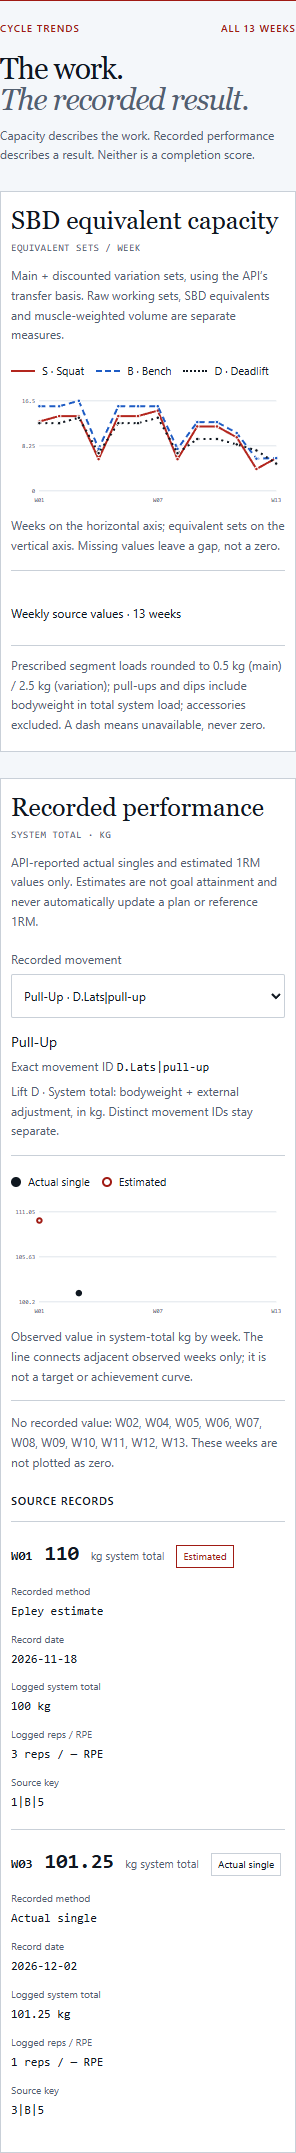 CYCLE TRENDS
ALL 13 WEEKS
The work.
The recorded result.
Capacity describes the work. Recorded performance
describes a result. Neither is a completion score.
SBD equivalent capacity
EQUIVALENT SETS / WEEK
Main + discounted variation sets, using the API's
transfer basis. Raw working sets, SBD equivalents
and muscle-weighted volume are separate
measures.
S · Squat
B · Bench
D · Deadlift
16.5
8.25
0
W01
W07
W13
Weeks on the horizontal axis; equivalent sets on the
vertical axis. Missing values leave a gap, not a zero.
Weekly source values · 13 weeks
Prescribed segment loads rounded to 0.5 kg (main)
/ 2.5 kg (variation); pull-ups and dips include
bodyweight in total system load; accessories
excluded. A dash means unavailable, never zero.
Recorded performance
SYSTEM TOTAL · KG
API-reported actual singles and estimated 1RM
values only. Estimates are not goal attainment and
never automatically update a plan or reference
1RM.
Recorded movement
Pull-Up · D.Lats|pull-up
Pull-Up
Exact movement ID D.Lats|pull-up
Lift D · System total: bodyweight + external
adjustment, in kg. Distinct movement IDs stay
separate.
Actual single
Estimated
111.05
105.63
100.2
W01
W07
W13
Observed value in system-total kg by week. The
line connects adjacent observed weeks only; it is
not a target or achievement curve.
No recorded value: W02, W04, W05, W06, W07,
W08, W09, W10, W11, W12, W13. These weeks are
not plotted as zero.
SOURCE RECORDS
W01 110 kg system total Estimated
Recorded method
Epley estimate
Record date
2026-11-18
Logged system total
100 kg
Logged reps / RPE
3 reps / — RPE
Source key
1|B|5
W03 101.25 kg system total Actual single
Recorded method
Actual single
Record date
2026-12-02
Logged system total
101.25 kg
Logged reps / RPE
1 reps / — RPE
Source key
3|B|5